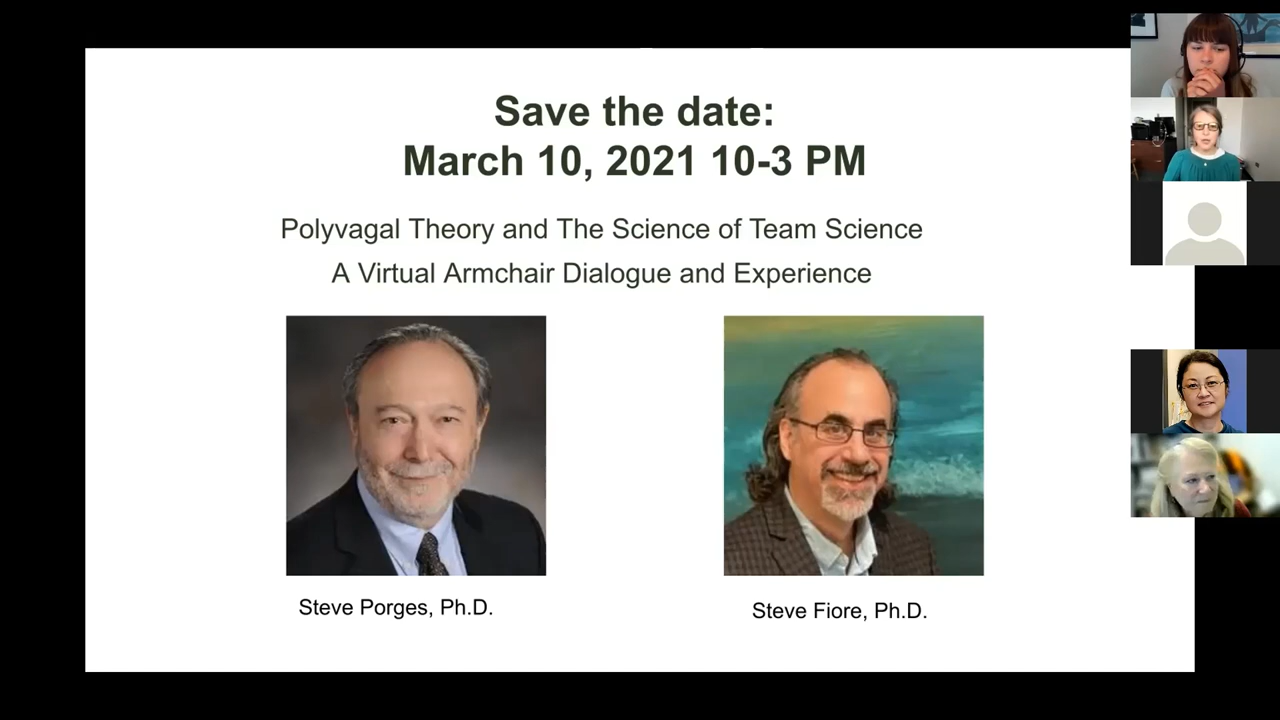 Save the date:
March 10, 2021 10-3 PM
Polyvagal Theory and The Science of Team Science
A Virtual Armchair Dialogue and Experience
Steve Porges, Ph.D.
Steve Fiore, Ph.D.